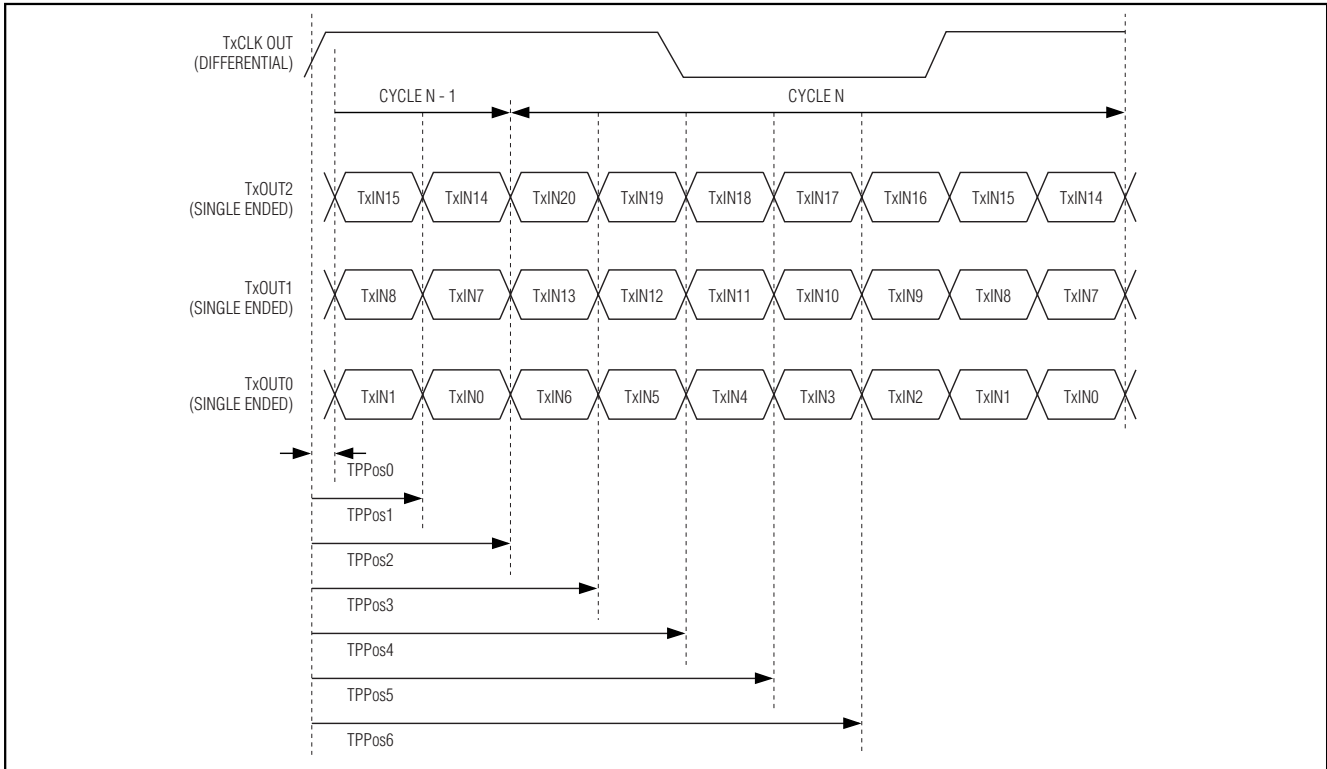 TxCLK OUT
(DIFFERENTIAL)
CYCLE N - 1
CYCLE N
TxOUT2
(SINGLE ENDED)
TxIN15 TxIN14 TxIN20 TxIN19 TxIN18 TxIN17 TxIN16 TxIN15 TxIN14
TxOUT1
(SINGLE ENDED)
TxIN8 TxIN7 TxIN13 TxIN12 TxIN11 TxIN10 TxIN9 TxIN8 TxIN7
TxOUT0
(SINGLE ENDED)
TxIN1 TxIN0 TxIN6 TxIN5 TxIN4 TxIN3 TxIN2 TxIN1 TxIN0
TPPos0
TPPos1
TPPos2
TPPos3
TPPos4
TPPos5
TPPos6